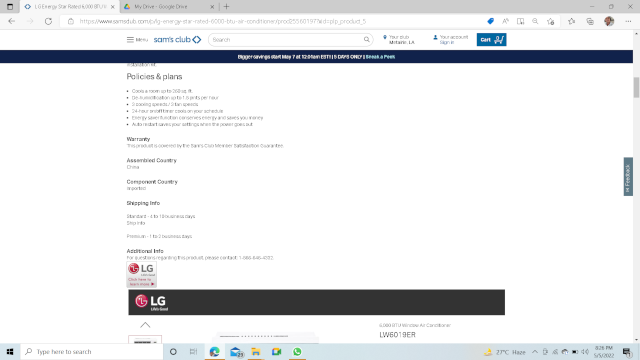 LG Energy Star Rated 6,000 BTU
My Drive - Google Drive
https://www.samsclub.com/p/lg-energy-star-rated-6000-btu-air-conditioner/prod25560197?xid=plp_product_5
Menu
sam's club
Search
Your club
Metairie, LA
Your account
Sign in
Cart
Bigger savings start May 7 at 12:01am EST! | 5 DAYS ONLY | Sneak a Peek
installation kit.
Policies & plans
Cools a room up to 260 sq. ft.
De-humidification up to 1.8 pints per hour
3 cooling speeds / 3 fan speeds
24-hour on/off timer cools on your schedule
Energy saver function conserves energy and saves you money
Auto restart saves your settings when the power goes out
Warranty
This product is covered by the Sam's Club Member Satisfaction Guarantee
Assembled Country
China
Component Country
Imported
Shipping Info
Standard - 4 to 10 business days
Ship Info
Premium - 1 to 3 business days
Additional Info
For questions regarding this product, please contact:
LG
Life's Good
Click Here to
learn more
LG
Life's Good
6,000 BTU Window Air Conditioner
LW6019ER
Feedback
Type here to search
27°C Haze
8:26 PM
5/5/2022